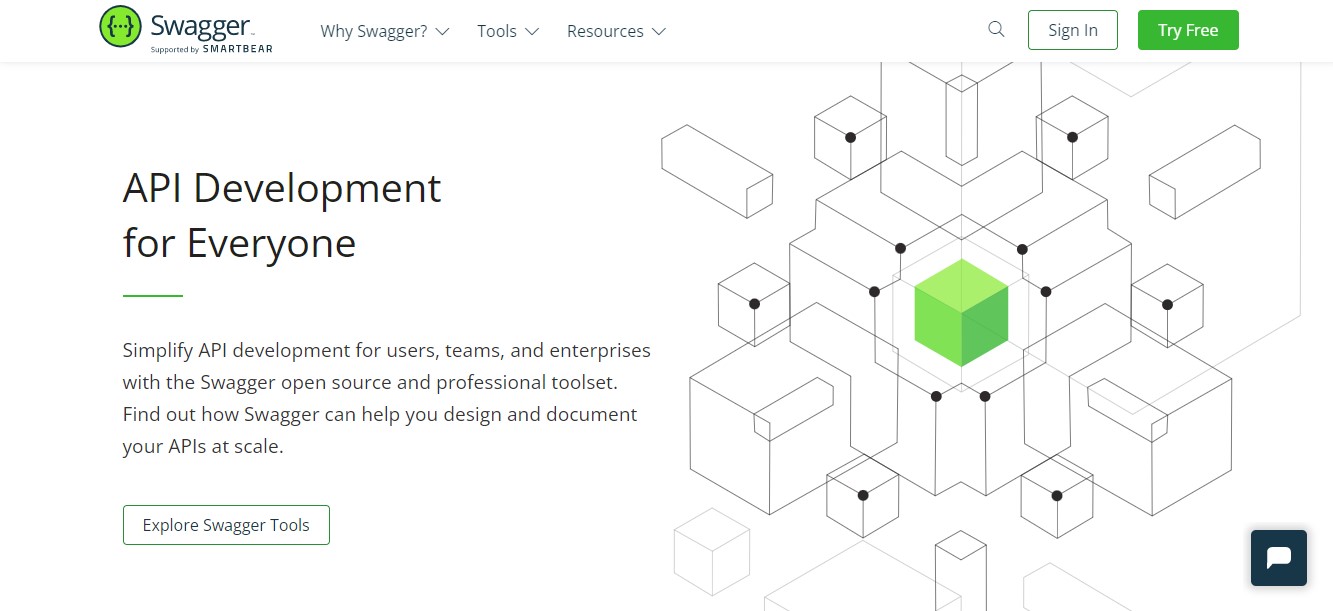 {···} Swagger™
Supported by SMARTBEAR
Why Swagger?
Tools
Resources
Sign In
Try Free
API Development
for Everyone
Simplify API development for users, teams, and enterprises
with the Swagger open source and professional toolset.
Find out how Swagger can help you design and document
your APIs at scale.
Explore Swagger Tools